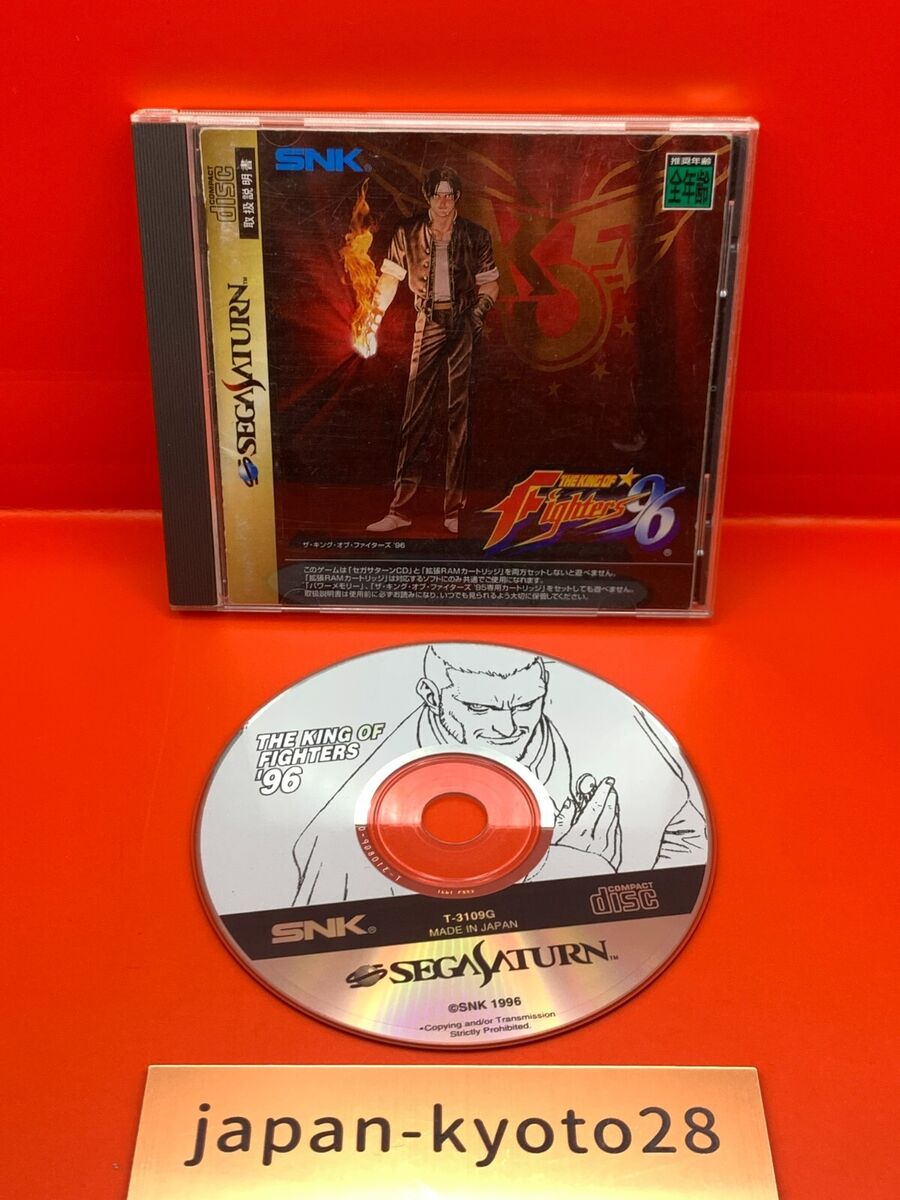 SNK®
推奨年齢
全年齢
COMPACT
disc
取扱説明書
SEGA SATURN™
KOF
THE KING OF
Fighters '96
®
ザ・キング・オブ・ファイターズ '96
このゲームは「セガサターンCD」と「拡張RAMカートリッジ」を両方セットしないと遊べません。
「拡張RAMカートリッジ」は対応するソフトにのみ共通でご使用になれます。
「パワーメモリー」、「ザ・キング・オブ・ファイターズ '95専用カートリッジ」をセットしても遊べません。
取扱説明書は使用前に必ずお読みになり、いつでも見られるよう大切に保管してください。
THE KING OF
FIGHTERS
'96
SNK®
T-3109G
MADE IN JAPAN
COMPACT
disc
SEGA SATURN™
©SNK 1996
•Copying and/or Transmission
Strictly Prohibited.
japan-kyoto28